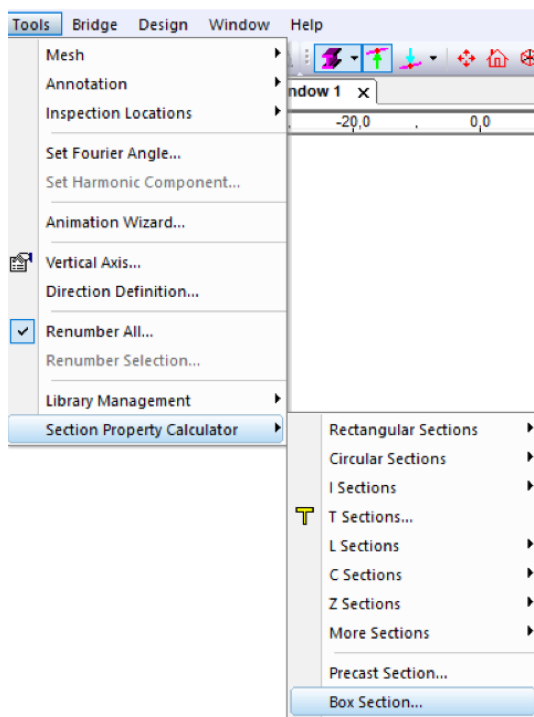 Tools Bridge Design Window Help
Mesh
Annotation
ndow 1 x
Inspection Locations
-20,0 0,0
Set Fourier Angle...
Set Harmonic Component...
Animation Wizard...
Vertical Axis...
Direction Definition...
Renumber All...
Renumber Selection...
Library Management
Section Property Calculator
Rectangular Sections
Circular Sections
I Sections
T Sections...
L Sections
C Sections
Z Sections
More Sections
Precast Section...
Box Section...